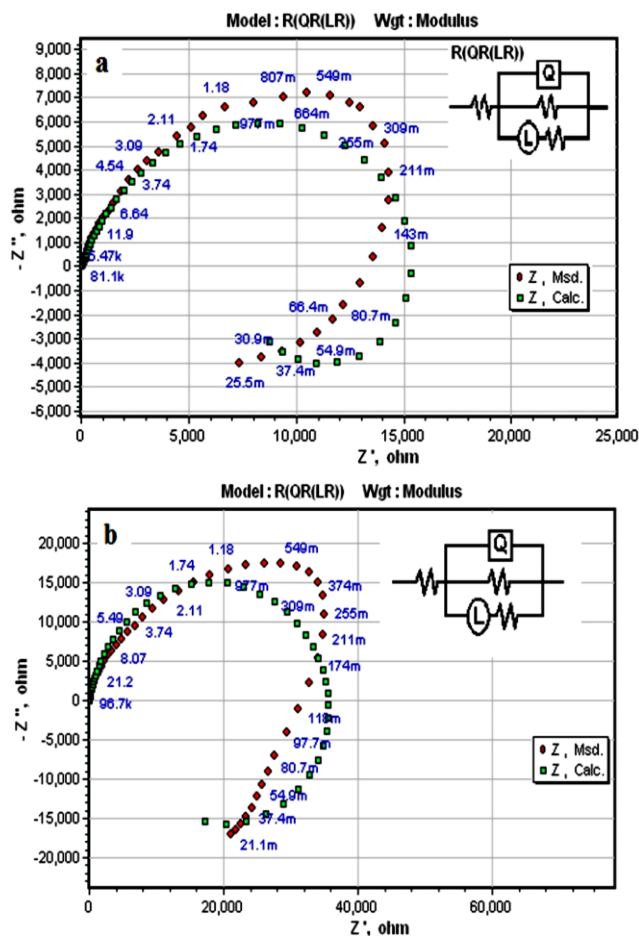 Model : R(QR(LR)) Wgt : Modulus
a
R(QR(LR))
Q
L
9,000
8,000
7,000
6,000
5,000
4,000
3,000
2,000
1,000
0
-1,000
-2,000
-3,000
-4,000
-5,000
-6,000
- Z", ohm
1.18
807m
549m
2.11
977m
664m
309m
1.74
255m
3.09
211m
4.54
3.74
6.64
11.9
143m
5.47k
81.1k
66.4m
80.7m
30.9m
54.9m
37.4m
25.5m
Z , Msd.
Z , Calc.
0
5,000
10,000
15,000
20,000
25,000
Z', ohm
Model : R(QR(LR)) Wgt : Modulus
b
Q
L
20,000
15,000
10,000
5,000
0
-5,000
-10,000
-15,000
-20,000
- Z", ohm
1.18
549m
1.74
977m
374m
3.09
309m
255m
5.49
2.11
3.74
211m
8.07
174m
21.2
96.7k
118m
97.7m
80.7m
54.9m
37.4m
21.1m
Z , Msd.
Z , Calc.
0
20,000
40,000
60,000
Z', ohm